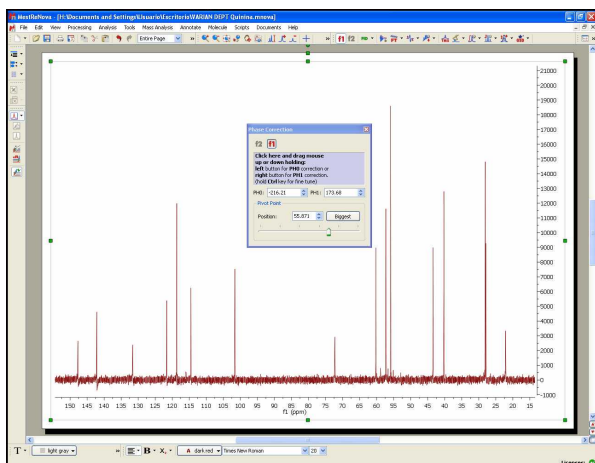 MestReNova - [H:\Documents and Settings\Usuario\Escritorio\VARIAN DEPT Quinina.mnova]
File Edit View Processing Analysis Tools Mass Analysis Annotate Molecule Scripts Documents Help
Entire Page
f1 f2
Phase Correction
f2 f1
Click here and drag mouse
up or down holding:
left button for PH0 correction or
right button for PH1 correction.
(hold Ctrl key for fine tune)
PH0: -216.21 PH1: 173.68
Pivot Point
Position: 55.871 Biggest
21000
20000
19000
18000
17000
16000
15000
14000
13000
12000
11000
10000
9000
8000
7000
6000
5000
4000
3000
2000
1000
0
-1000
150 145 140 135 130 125 120 115 110 105 100 95 90 85 80 75 70 65 60 55 50 45 40 35 30 25 20 15
f1 (ppm)
T light gray B X A dark red Times New Roman 20
Licenses: